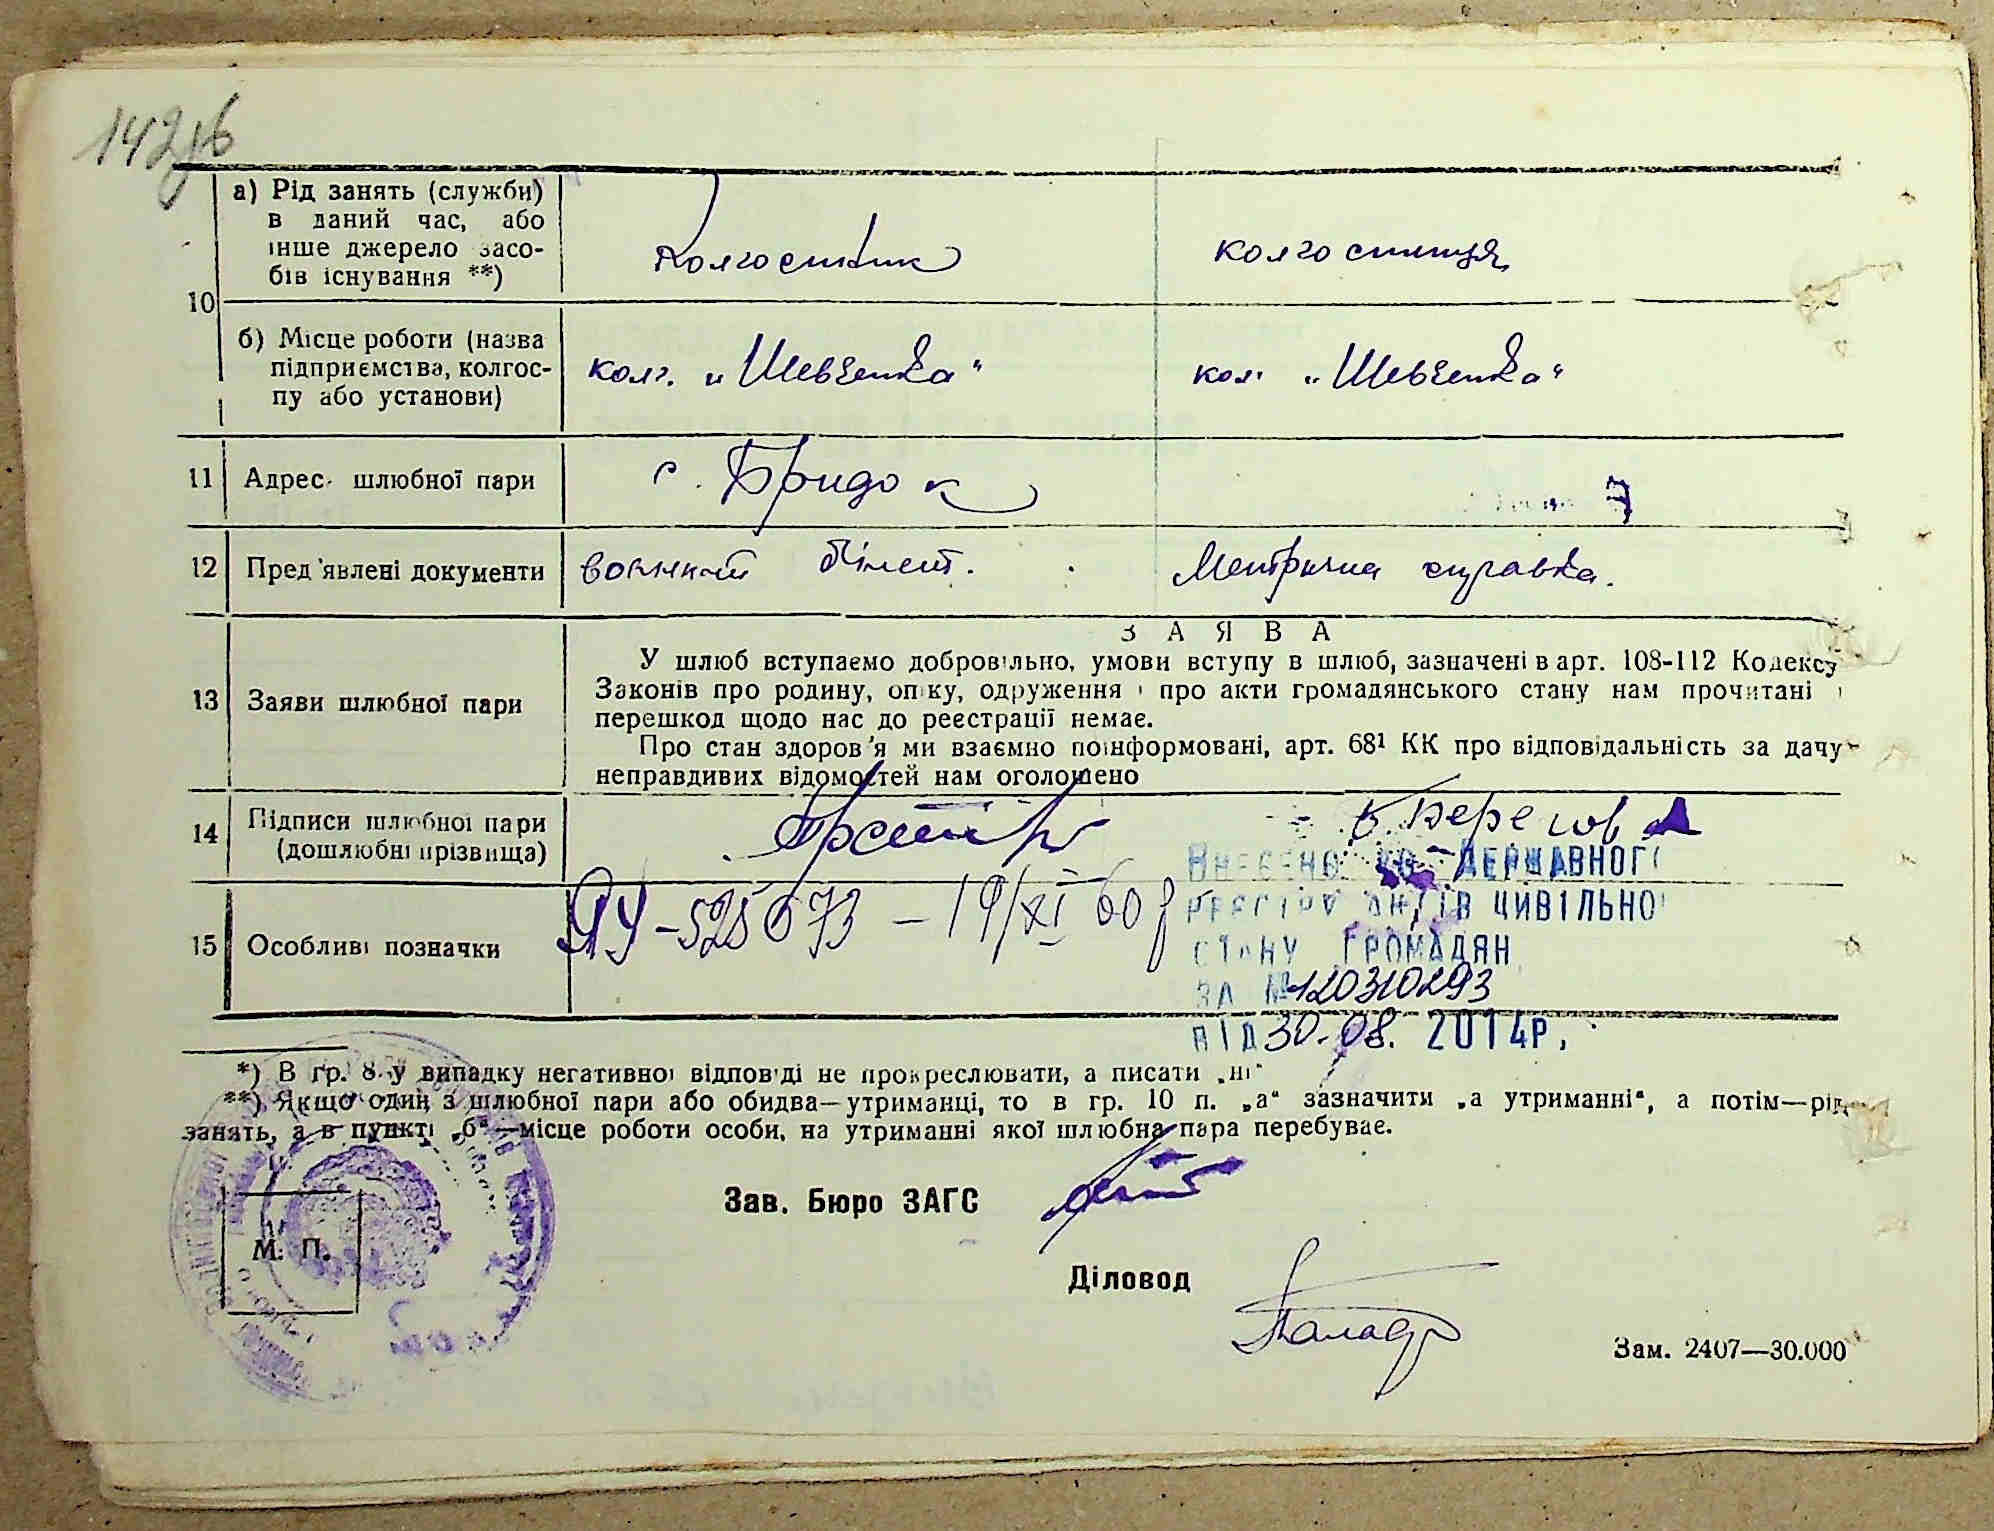 142зв
10
а) Рід занять (служби) в даний час, або інше джерело засо-
бів існування **)
колгоспник
колгоспниця
б) Місце роботи (назва підприємства, колгос-
пу або установи)
колг. „Шевченка“
кол. „Шевченка“
11 Адрес шлюбної пари
с. Бридок
12 Пред'явлені документи
воєнний білет.
Метрична справка.
13 Заяви шлюбної пари
ЗАЯВА
У шлюб вступаємо добровільно, умови вступу в шлюб, зазначені в арт. 108-112 Кодексу
Законів про родину, опіку, одруження і про акти громадянського стану нам прочитані і
перешкод щодо нас до реєстрації немає.
Про стан здоров'я ми взаємно поінформовані, арт. 68¹ КК про відповідальність за дачу
неправдивих відомостей нам оголошено
14 Підписи шлюбної пари
(дошлюбні прізвища)
15 Особливі позначки
ЯУ-525673 – 19/XI 60р
ВНЕСЕНО ДО ДЕРЖАВНОГО
РЕЄСТРУ АКТІВ ЦИВІЛЬНО
СТАНУ ГРОМАДЯН
ЗА №120310293
ВІД 30.08. 2014Р.
*) В гр. 8 у випадку негативної відповіді не прокреслювати, а писати „ні“
**) Якщо один з шлюбної пари або обидва—утриманці, то в гр. 10 п. „а“ зазначити „а утриманні“, а потім—рід
занять, а в пункті „б“—місце роботи особи, на утриманні якої шлюбна пара перебуває.
Зав. Бюро ЗАГС
М. П.
Діловод
Зам. 2407—30.000